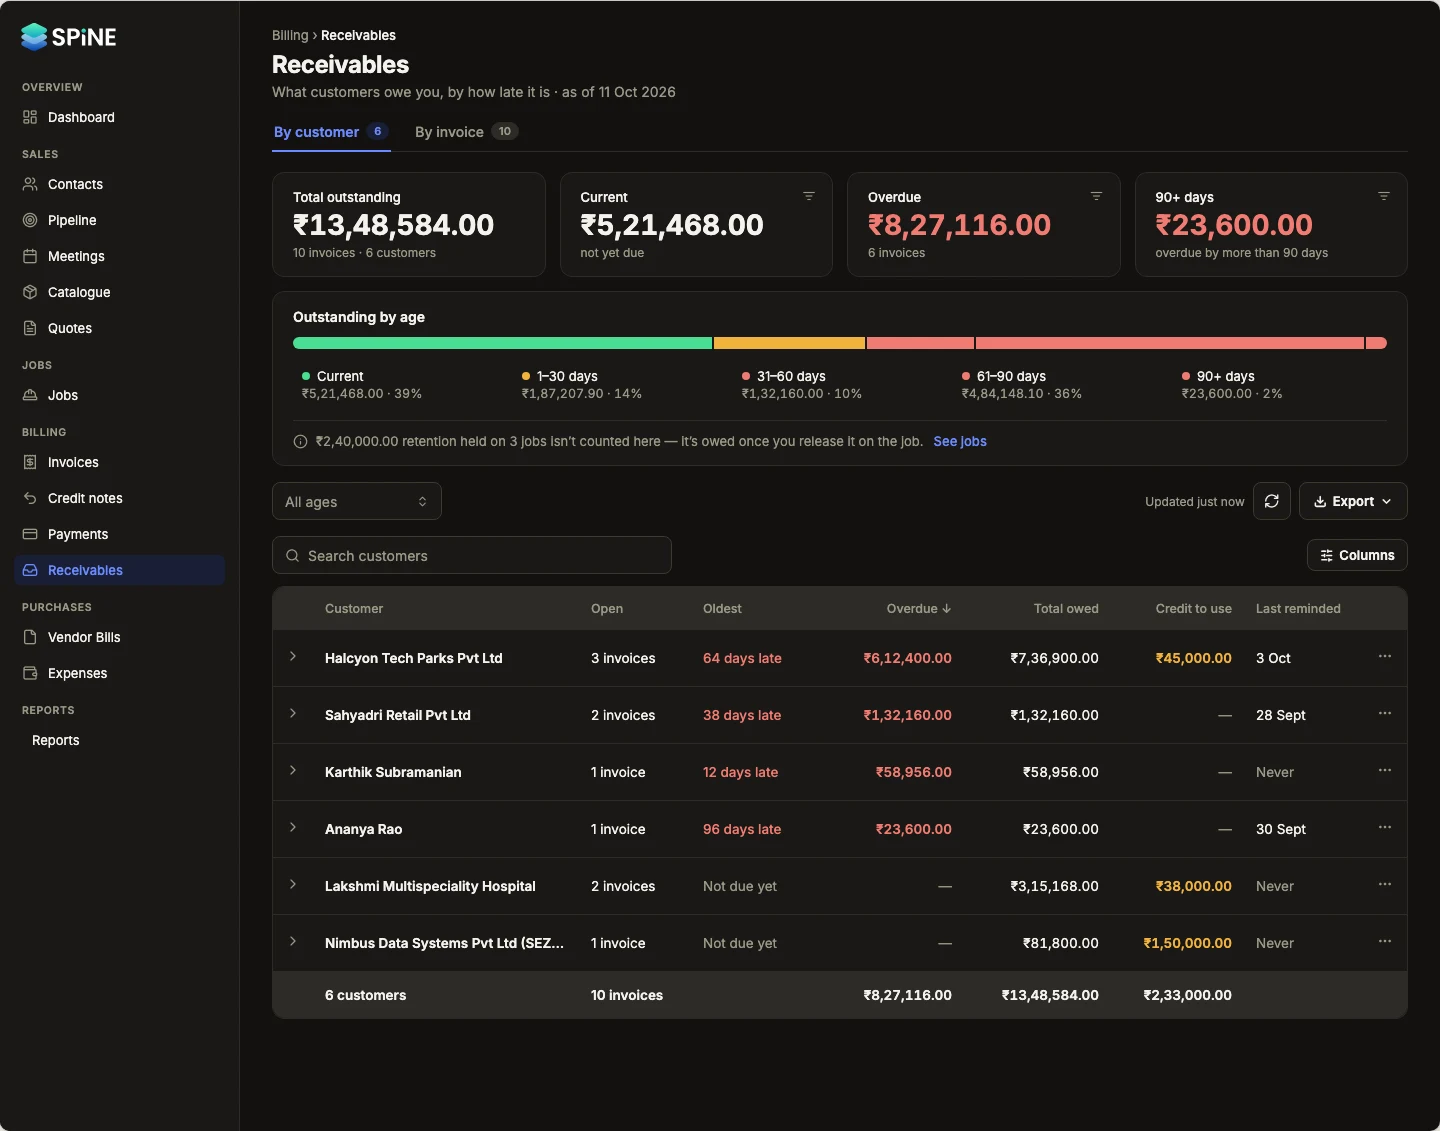 SPiNE
OVERVIEW
Dashboard
SALES
Contacts
Pipeline
Meetings
Catalogue
Quotes
JOBS
Jobs
BILLING
Invoices
Credit notes
Payments
Receivables
PURCHASES
Vendor Bills
Expenses
REPORTS
Reports
Billing › Receivables
Receivables
What customers owe you, by how late it is · as of 11 Oct 2026
By customer 6 By invoice 10
Total outstanding
₹13,48,584.00
10 invoices · 6 customers
Current
₹5,21,468.00
not yet due
Overdue
₹8,27,116.00
6 invoices
90+ days
₹23,600.00
overdue by more than 90 days
Outstanding by age
Current
₹5,21,468.00 · 39%
1–30 days
₹1,87,207.90 · 14%
31–60 days
₹1,32,160.00 · 10%
61–90 days
₹4,84,148.10 · 36%
90+ days
₹23,600.00 · 2%
₹2,40,000.00 retention held on 3 jobs isn’t counted here — it’s owed once you release it on the job. See jobs
All ages
Updated just now
Export
Search customers
Columns
Customer Open Oldest Overdue ↓ Total owed Credit to use Last reminded
Halcyon Tech Parks Pvt Ltd 3 invoices 64 days late ₹6,12,400.00 ₹7,36,900.00 ₹45,000.00 3 Oct ···
Sahyadri Retail Pvt Ltd 2 invoices 38 days late ₹1,32,160.00 ₹1,32,160.00 — 28 Sept ···
Karthik Subramanian 1 invoice 12 days late ₹58,956.00 ₹58,956.00 — Never ···
Ananya Rao 1 invoice 96 days late ₹23,600.00 ₹23,600.00 — 30 Sept ···
Lakshmi Multispeciality Hospital 2 invoices Not due yet — ₹3,15,168.00 ₹38,000.00 Never ···
Nimbus Data Systems Pvt Ltd (SEZ... 1 invoice Not due yet — ₹81,800.00 ₹1,50,000.00 Never ···
6 customers 10 invoices ₹8,27,116.00 ₹13,48,584.00 ₹2,33,000.00